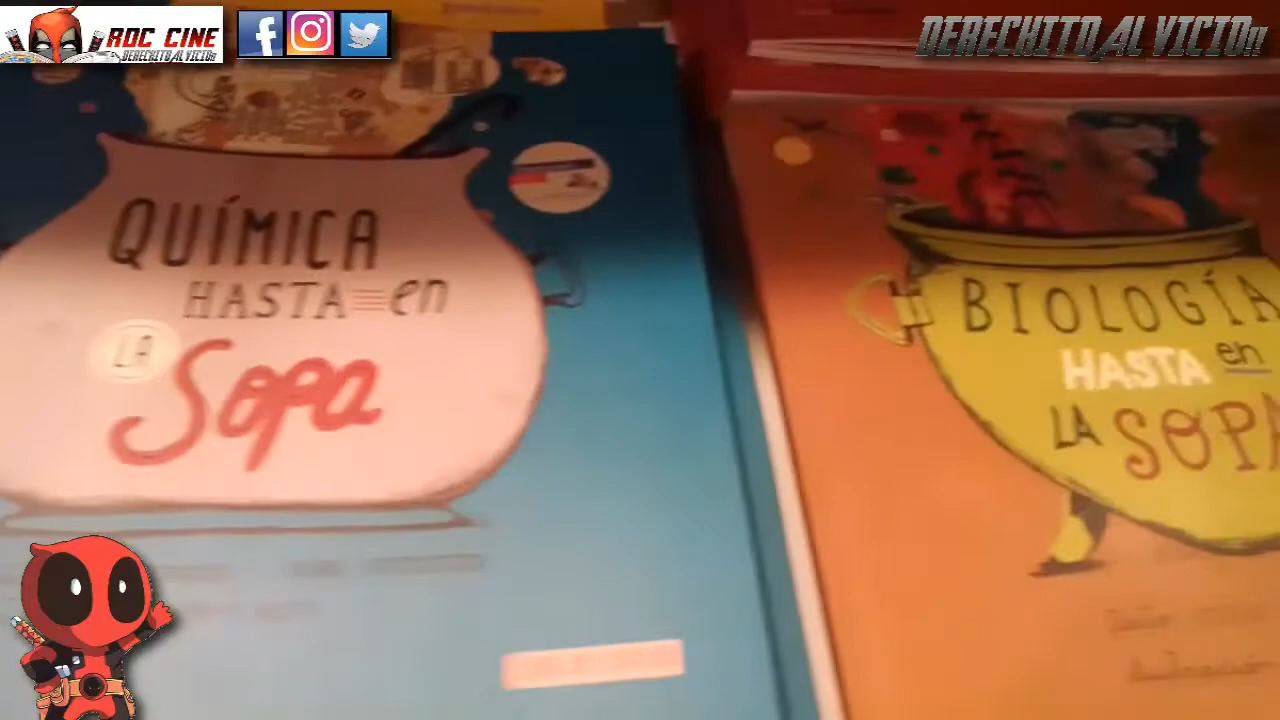 ROC CINE
DERECHITO AL VICIO!!
DERECHITO AL VICIO!!
QUÍMICA
HASTA en
LA Sopa
BIOLOGÍA
HASTA en
LA SOPA